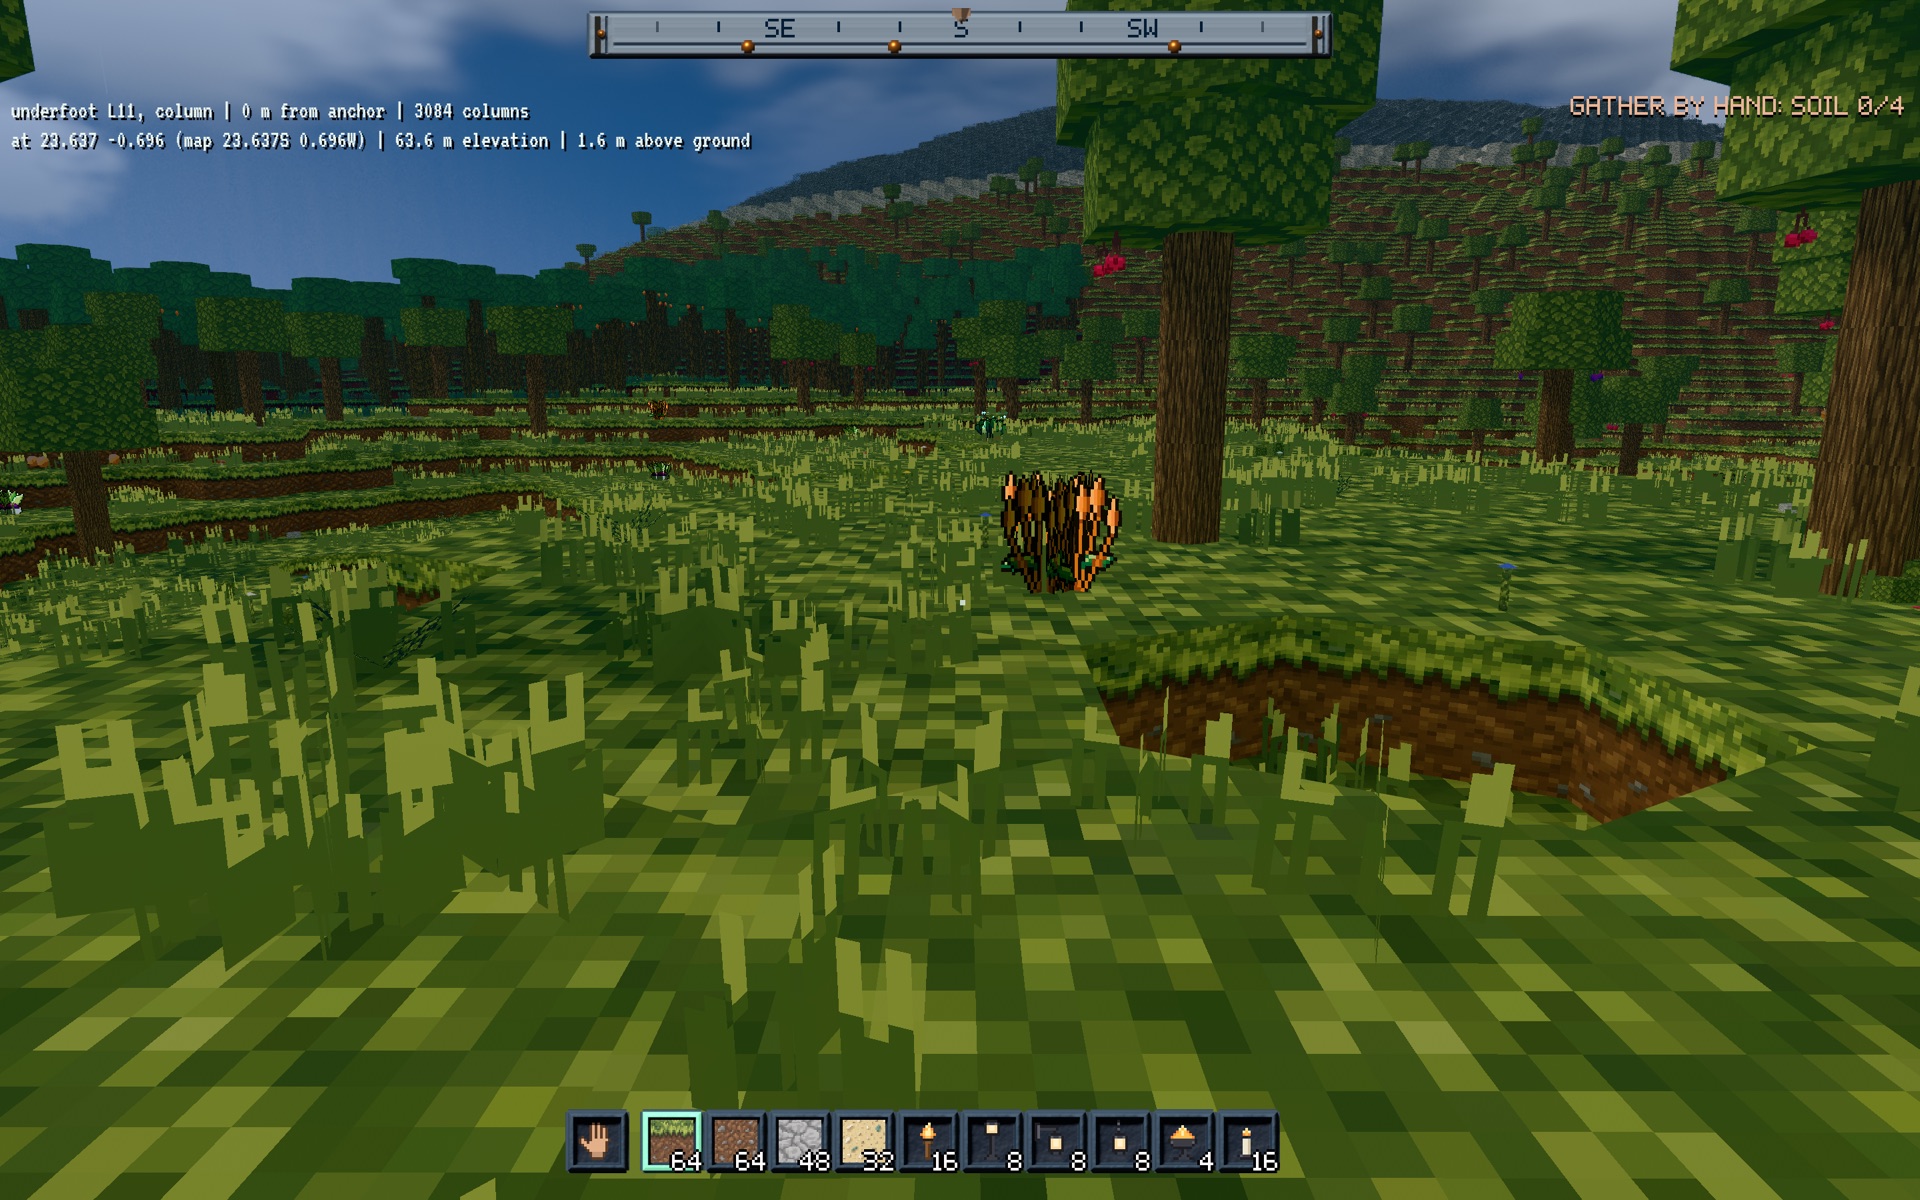 SE S SW
underfoot L11, column | 0 m from anchor | 3084 columns
GATHER BY HAND: SOIL 0/4
at 23.637 -0.696 (map 23.637S 0.696W) | 63.6 m elevation | 1.6 m above ground
64 64 48 32 16 8 8 8 4 16